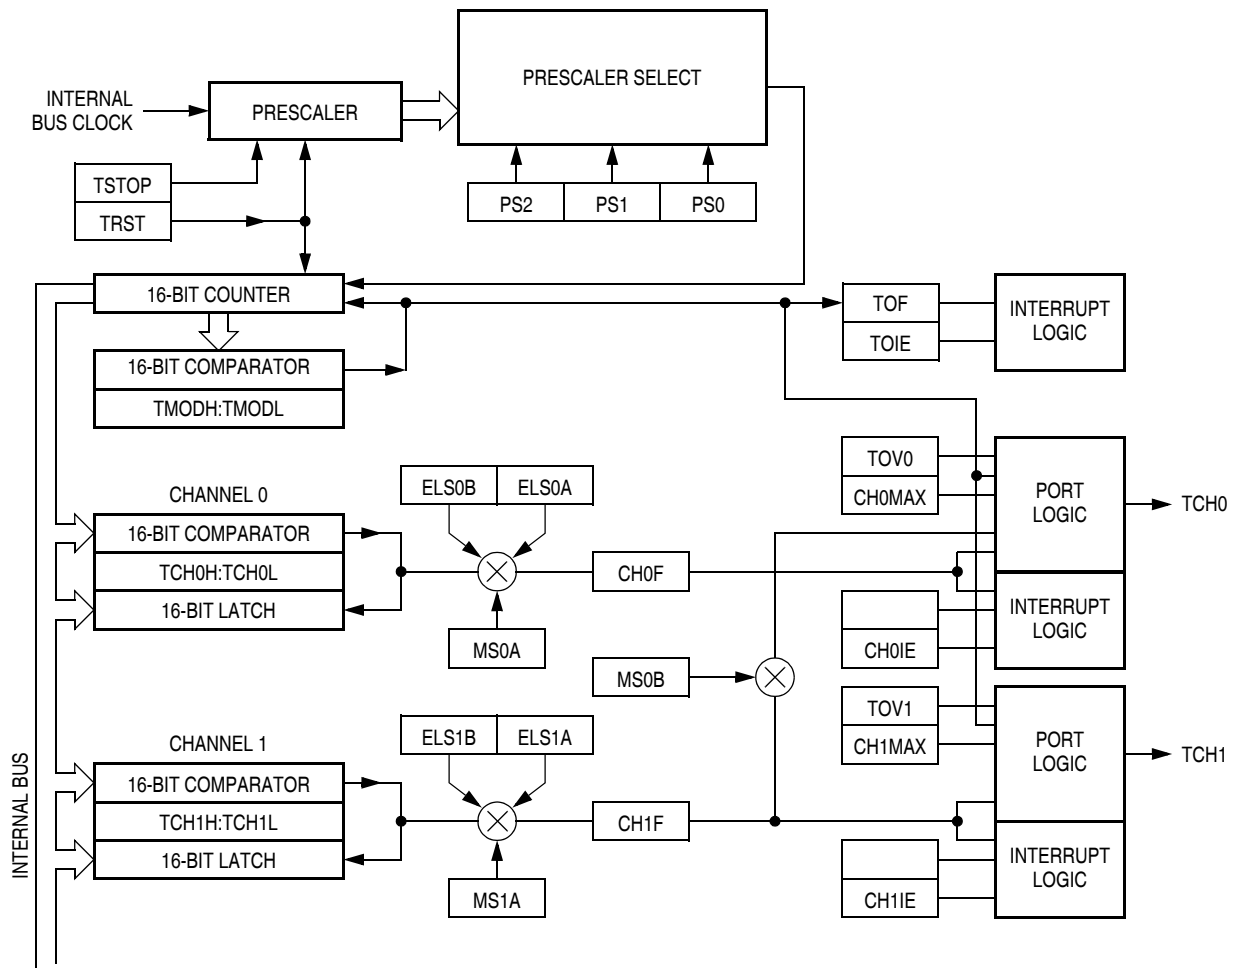 PRESCALER SELECT
INTERNAL
BUS CLOCK
PRESCALER
TSTOP
TRST
PS2
PS1
PS0
16-BIT COUNTER
TOF
TOIE
INTERRUPT
LOGIC
16-BIT COMPARATOR
TMODH:TMODL
TOV0
CH0MAX
PORT
LOGIC
TCH0
CHANNEL 0
ELS0B
ELS0A
16-BIT COMPARATOR
TCH0H:TCH0L
16-BIT LATCH
CH0F
MS0A
INTERRUPT
LOGIC
CH0IE
MS0B
TOV1
CH1MAX
PORT
LOGIC
TCH1
CHANNEL 1
ELS1B
ELS1A
16-BIT COMPARATOR
TCH1H:TCH1L
16-BIT LATCH
CH1F
MS1A
INTERRUPT
LOGIC
CH1IE
INTERNAL BUS